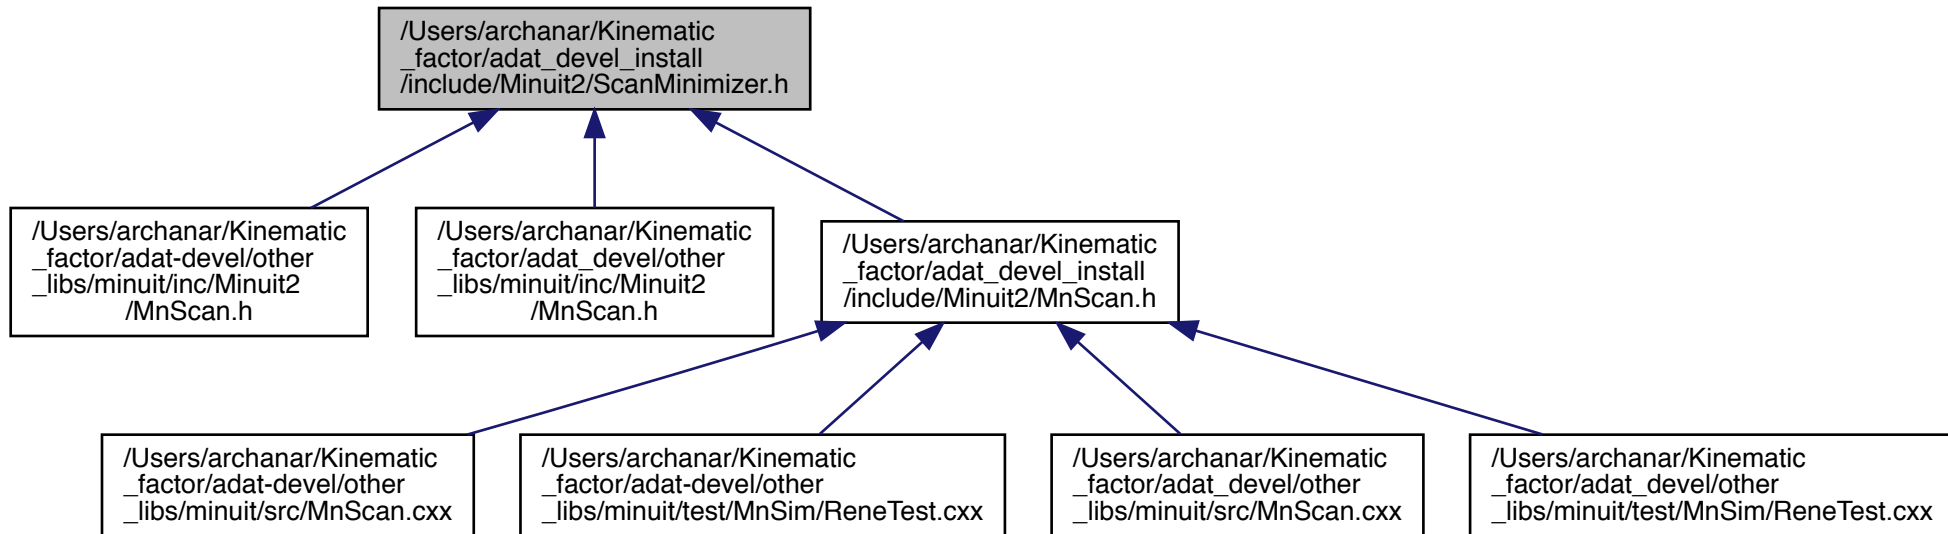 /Users/archanar/Kinematic
_factor/adat_devel_install
/include/Minuit2/ScanMinimizer.h
/Users/archanar/Kinematic
_factor/adat-devel/other
_libs/minuit/inc/Minuit2
/MnScan.h
/Users/archanar/Kinematic
_factor/adat_devel/other
_libs/minuit/inc/Minuit2
/MnScan.h
/Users/archanar/Kinematic
_factor/adat_devel_install
/include/Minuit2/MnScan.h
/Users/archanar/Kinematic
_factor/adat-devel/other
_libs/minuit/src/MnScan.cxx
/Users/archanar/Kinematic
_factor/adat-devel/other
_libs/minuit/test/MnSim/ReneTest.cxx
/Users/archanar/Kinematic
_factor/adat_devel/other
_libs/minuit/src/MnScan.cxx
/Users/archanar/Kinematic
_factor/adat_devel/other
_libs/minuit/test/MnSim/ReneTest.cxx